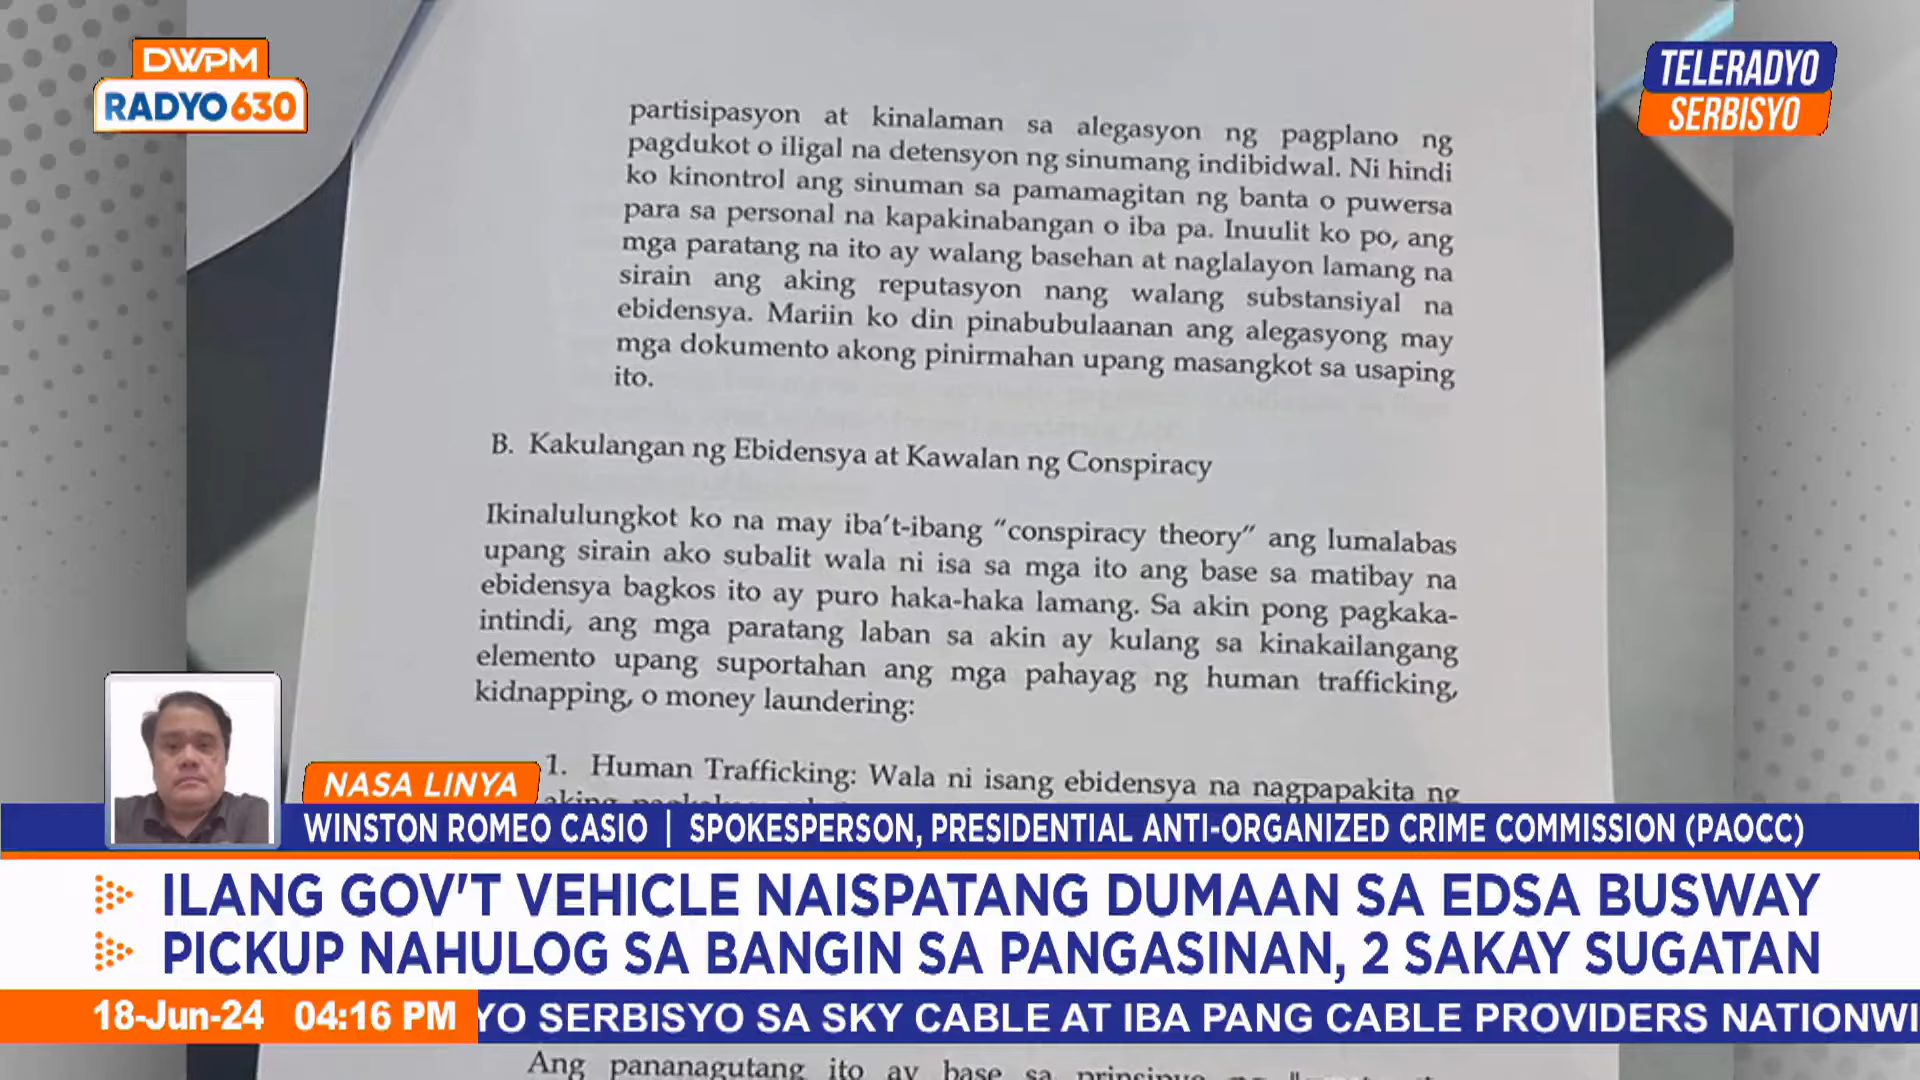 DWPM
RADYO 630
TELERADYO
SERBISYO
partisipasyon at kinalaman sa alegasyon ng pagplano ng
pagdukot o iligal na detensyon ng sinumang indibidwal. Ni hindi
ko kinontrol ang sinuman sa pamamagitan ng banta o puwersa
para sa personal na kapakinabangan o iba pa. Inuulit ko po, ang
mga paratang na ito ay walang basehan at naglalayon lamang na
sirain ang aking reputasyon nang walang substansiyal na
ebidensya. Mariin ko din pinabubulaanan ang alegasyong may
mga dokumento akong pinirmahan upang masangkot sa usaping
ito.
B. Kakulangan ng Ebidensya at Kawalan ng Conspiracy
Ikinalulungkot ko na may iba't-ibang "conspiracy theory" ang lumalabas
upang sirain ako subalit wala ni isa sa mga ito ang base sa matibay na
ebidensya bagkos ito ay puro haka-haka lamang. Sa akin pong pagkaka-
intindi, ang mga paratang laban sa akin ay kulang sa kinakailangang
elemento upang suportahan ang mga pahayag ng human trafficking,
kidnapping, o money laundering:
1. Human Trafficking: Wala ni isang ebidensya na nagpapakita ng
aking
NASA LINYA
WINSTON ROMEO CASIO | SPOKESPERSON, PRESIDENTIAL ANTI-ORGANIZED CRIME COMMISSION (PAOCC)
ILANG GOV'T VEHICLE NAISPATANG DUMAAN SA EDSA BUSWAY
PICKUP NAHULOG SA BANGIN SA PANGASINAN, 2 SAKAY SUGATAN
18-Jun-24 04:16 PM YO SERBISYO SA SKY CABLE AT IBA PANG CABLE PROVIDERS NATIONWI
Ang pananagutang ito ay base sa prinsipyo